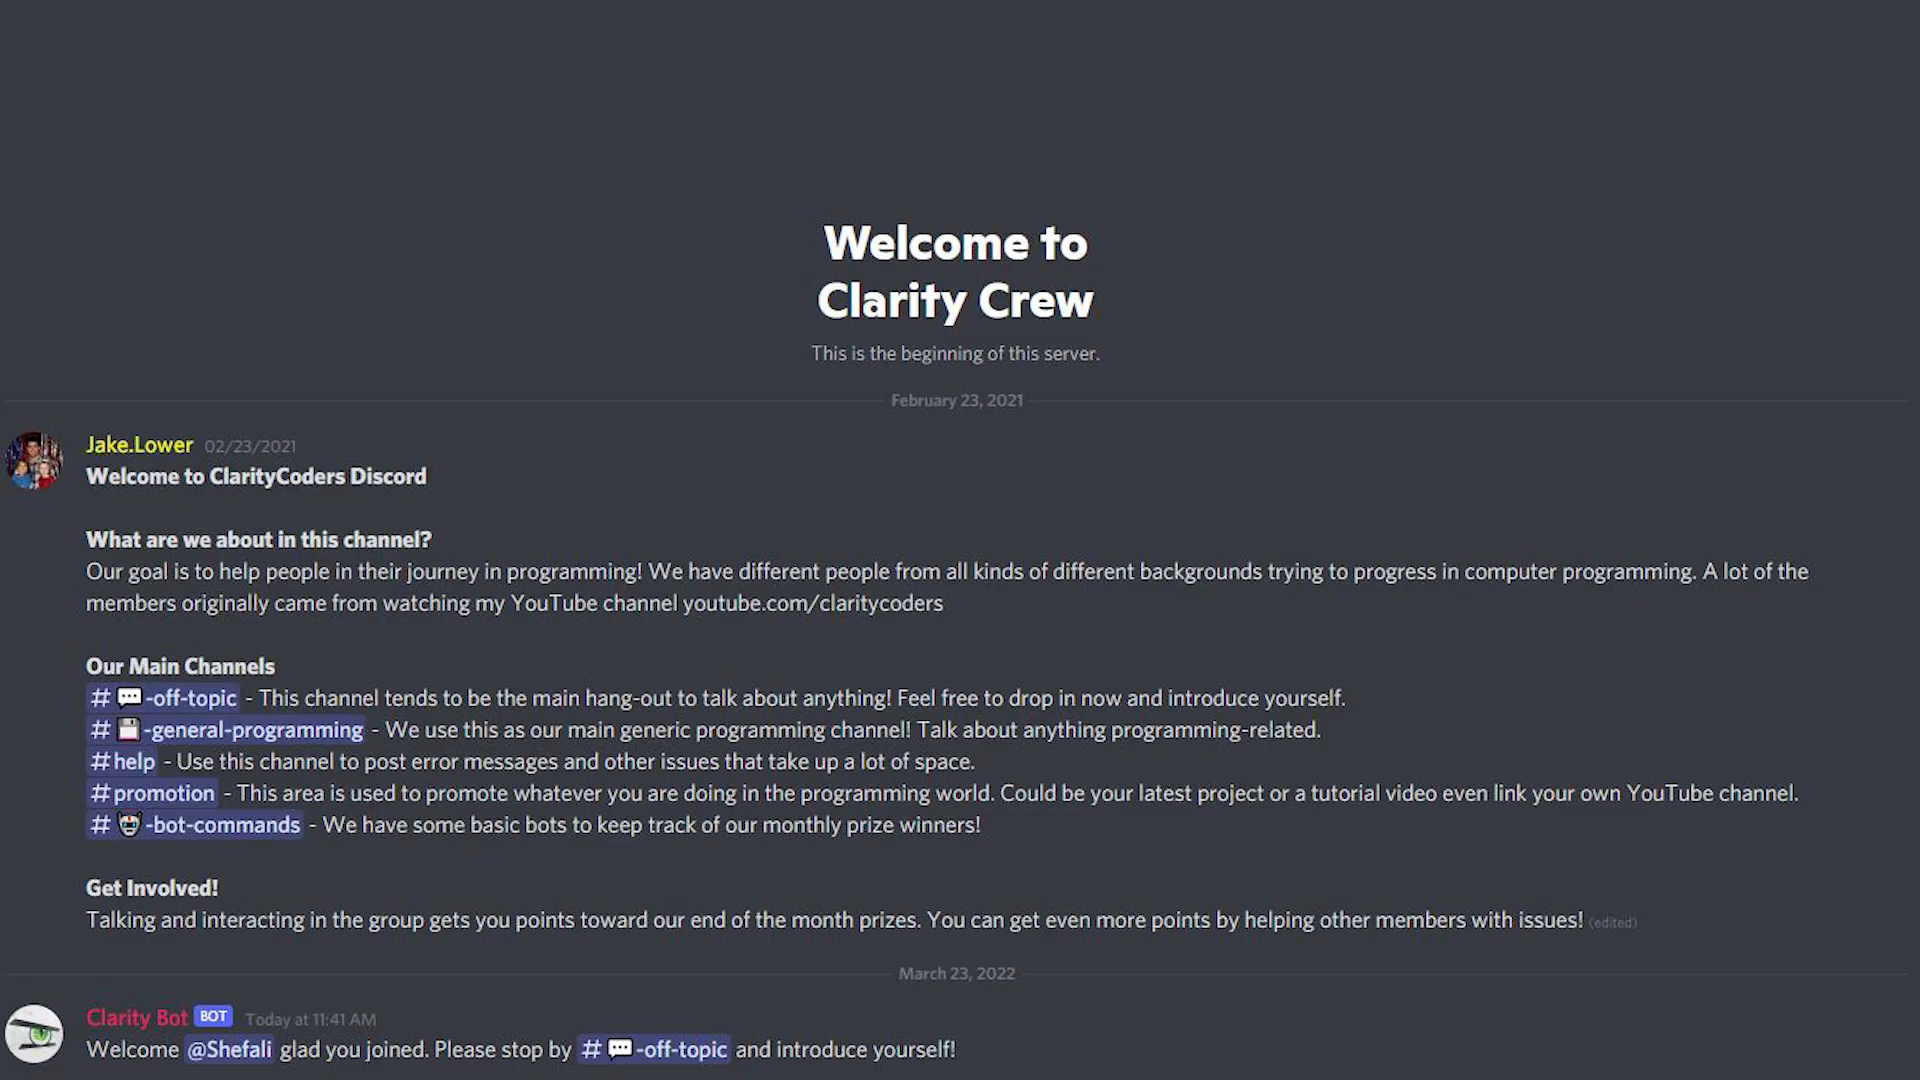 Welcome to
Clarity Crew
This is the beginning of this server.
February 23, 2021
Jake.Lower 02/23/2021
Welcome to ClarityCoders Discord
What are we about in this channel?
Our goal is to help people in their journey in programming! We have different people from all kinds of different backgrounds trying to progress in computer programming. A lot of the
members originally came from watching my YouTube channel youtube.com/claritycoders
Our Main Channels
# 💬-off-topic - This channel tends to be the main hang-out to talk about anything! Feel free to drop in now and introduce yourself.
# 💾-general-programming - We use this as our main generic programming channel! Talk about anything programming-related.
#help - Use this channel to post error messages and other issues that take up a lot of space.
#promotion - This area is used to promote whatever you are doing in the programming world. Could be your latest project or a tutorial video even link your own YouTube channel.
# 🤖-bot-commands - We have some basic bots to keep track of our monthly prize winners!
Get Involved!
Talking and interacting in the group gets you points toward our end of the month prizes. You can get even more points by helping other members with issues! (edited)
March 23, 2022
Clarity Bot BOT Today at 11:41 AM
Welcome @Shefali glad you joined. Please stop by # 💬-off-topic and introduce yourself!